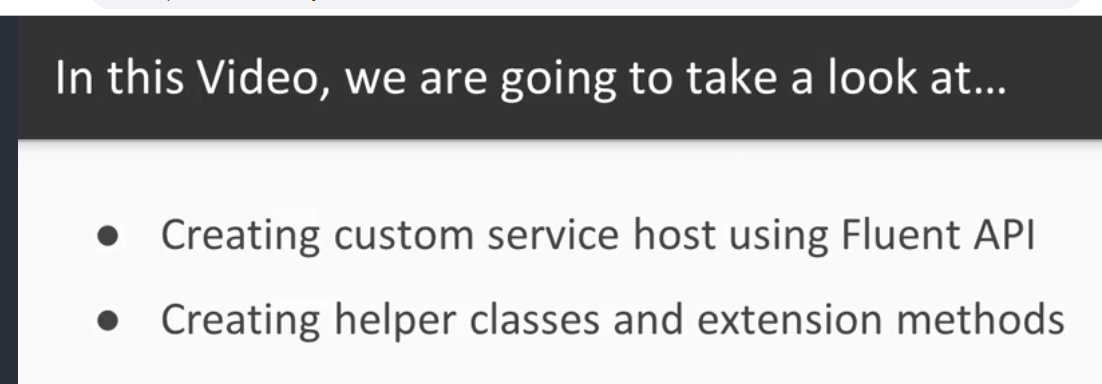 In this Video, we are going to take a look at...
● Creating custom service host using Fluent API
● Creating helper classes and extension methods